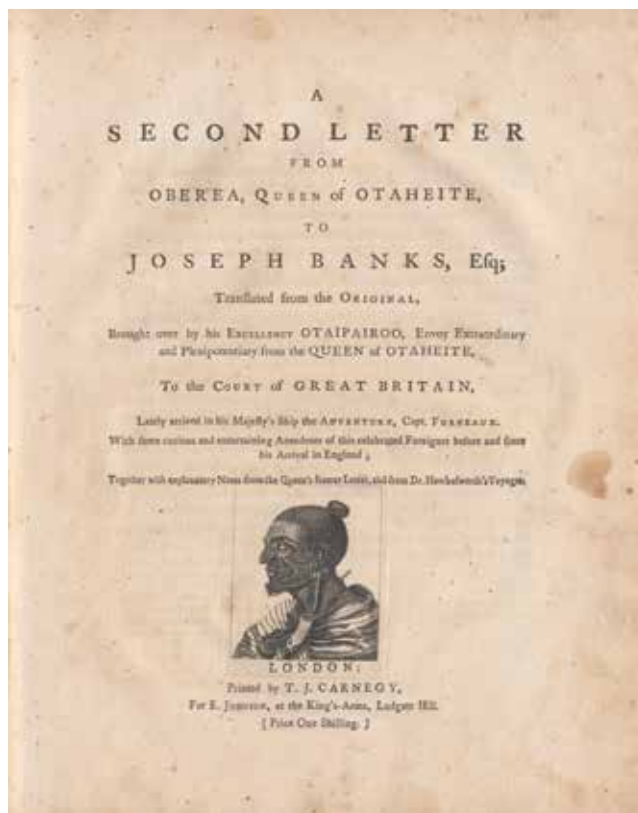 A
SECOND LETTER
FROM
OBEREA, QUEEN of OTAHEITE,
TO
JOSEPH BANKS, Eſq;
Tranſlated from the ORIGINAL,
Brought over by his EXCELLENCY OTAIPAIROO, Envoy Extraordinary
and Plenipotentiary from the QUEEN of OTAHEITE,
To the COURT of GREAT BRITAIN,
Lately arrived in his Majeſty's Ship the ADVENTURE, Capt. FURNEAUX.
With ſome curious and entertaining Anecdotes of this celebrated Foreigner before and ſince
his Arrival in England;
Together with explanatory Notes from the Queen's former Letter, and from Dr. Hawkeſworth's Voyages.
LONDON:
Printed by T. J. CARNEGY,
For E. JOHNSON, at the King's-Arms, Ludgate Hill.
[ Price One Shilling. ]